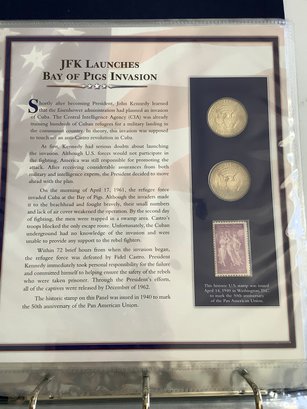 JFK Launches
Bay of Pigs Invasion
Shortly after becoming President, John Kennedy learned
that the Eisenhower administration had planned an invasion
of Cuba. The Central Intelligence Agency (CIA) was already
training hundreds of Cuban refugees for a military landing in
the communist country. In theory, this invasion was supposed
to touch off an anti-Castro revolution in Cuba.
At first, Kennedy had serious doubts about launching
the invasion. Although U.S. forces would not participate in
the fighting, America was still responsible for promoting the
attack. After receiving considerable assurances from both
military and intelligence experts, the President decided to move
ahead with the plan.
On the morning of April 17, 1961, the refugee force
invaded Cuba at the Bay of Pigs. Although the invaders made
it to the beachhead and fought bravely, their small numbers
and lack of air cover weakened the operation. By the second day
of fighting, the men were trapped in a swamp area. Castro's
troops blocked the only escape route. Unfortunately, the Cuban
underground had no knowledge of the invasion and were
unable to provide any support to the rebel fighters.
Within 72 brief hours from when the invasion began,
the refugee force was defeated by Fidel Castro. President
Kennedy immediately took personal responsibility for the failure
and committed himself to helping ensure the safety of the rebels
who were taken prisoner. Through the President's efforts,
all of the captives were released by December of 1962.
The historic stamp on this Panel was issued in 1940 to mark
the 50th anniversary of the Pan American Union.
This historic U.S. stamp was issued
April 14, 1940 in Washington, D.C.
to mark the 50th anniversary
of the Pan American Union.